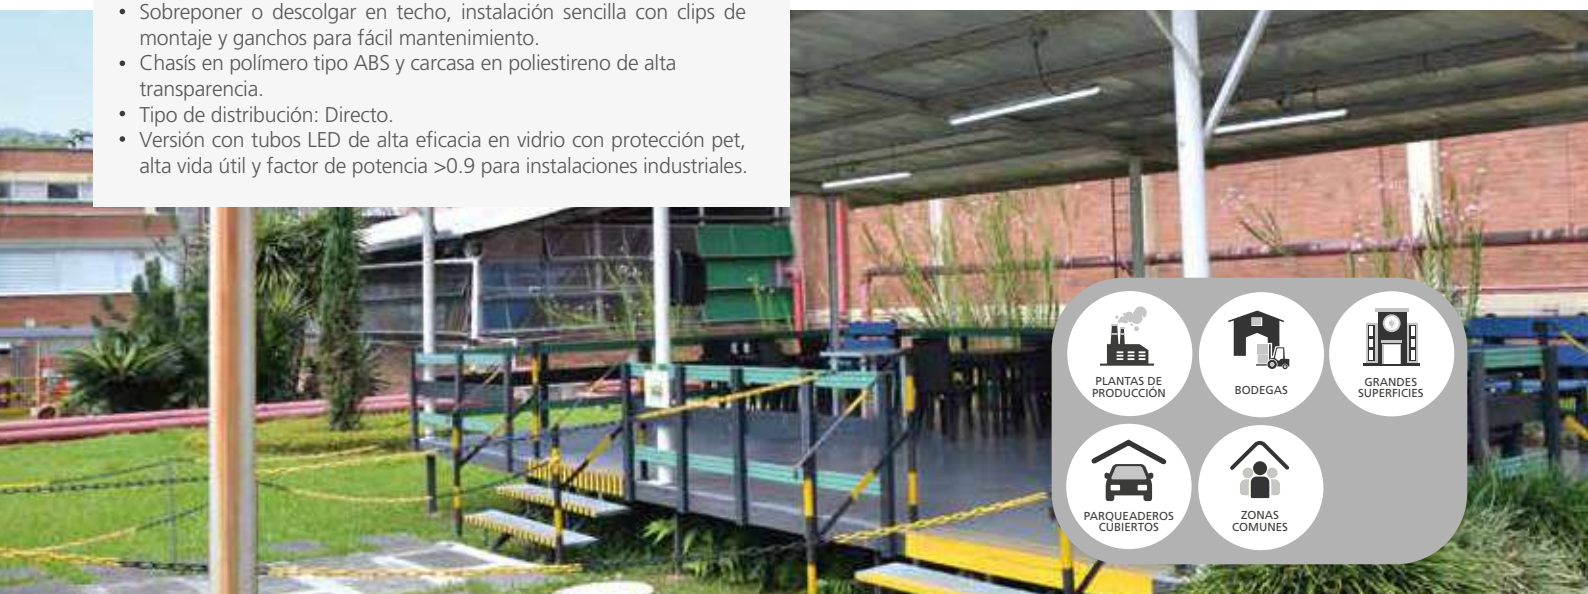 • Sobreponer o descolgar en techo, instalación sencilla con clips de
montaje y ganchos para fácil mantenimiento.
• Chasís en polímero tipo ABS y carcasa en poliestireno de alta
transparencia.
• Tipo de distribución: Directo.
• Versión con tubos LED de alta eficacia en vidrio con protección pet,
alta vida útil y factor de potencia >0.9 para instalaciones industriales.
PLANTAS DE
PRODUCCIÓN
BODEGAS
GRANDES
SUPERFICIES
PARQUEADEROS
CUBIERTOS
ZONAS
COMUNES